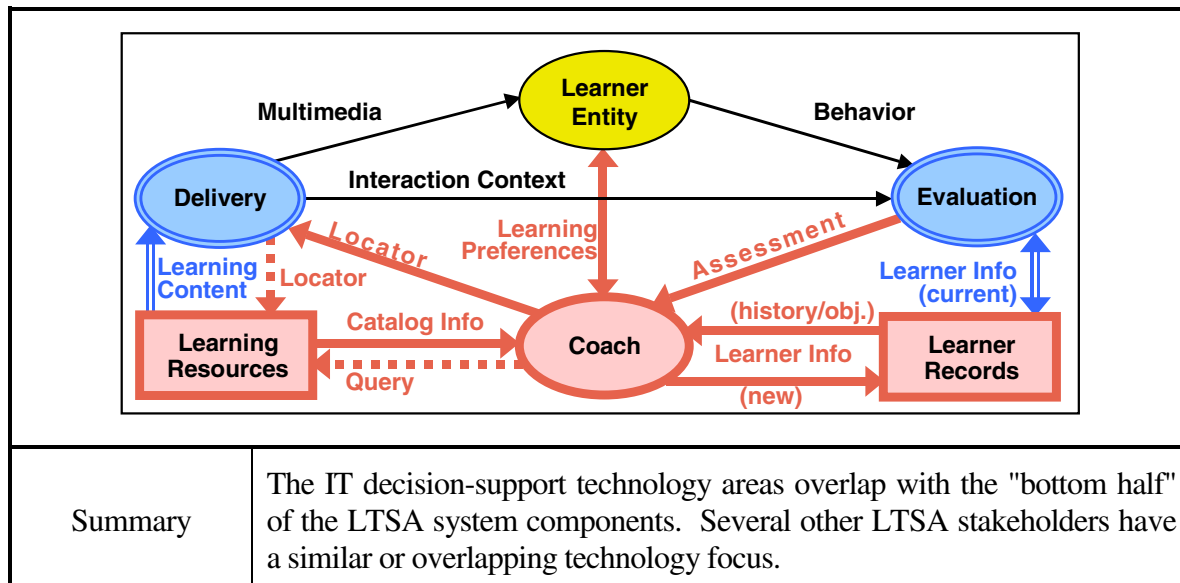 Learner
Entity
Multimedia
Behavior
Delivery
Interaction Context
Evaluation
Locator
Learning
Preferences
Assessment
Learning
Content
Locator
Learner Info
(current)
Learning
Resources
Catalog Info
Query
Coach
(history/obj.)
Learner Info
(new)
Learner
Records
Summary
The IT decision-support technology areas overlap with the "bottom half"
of the LTSA system components. Several other LTSA stakeholders have
a similar or overlapping technology focus.